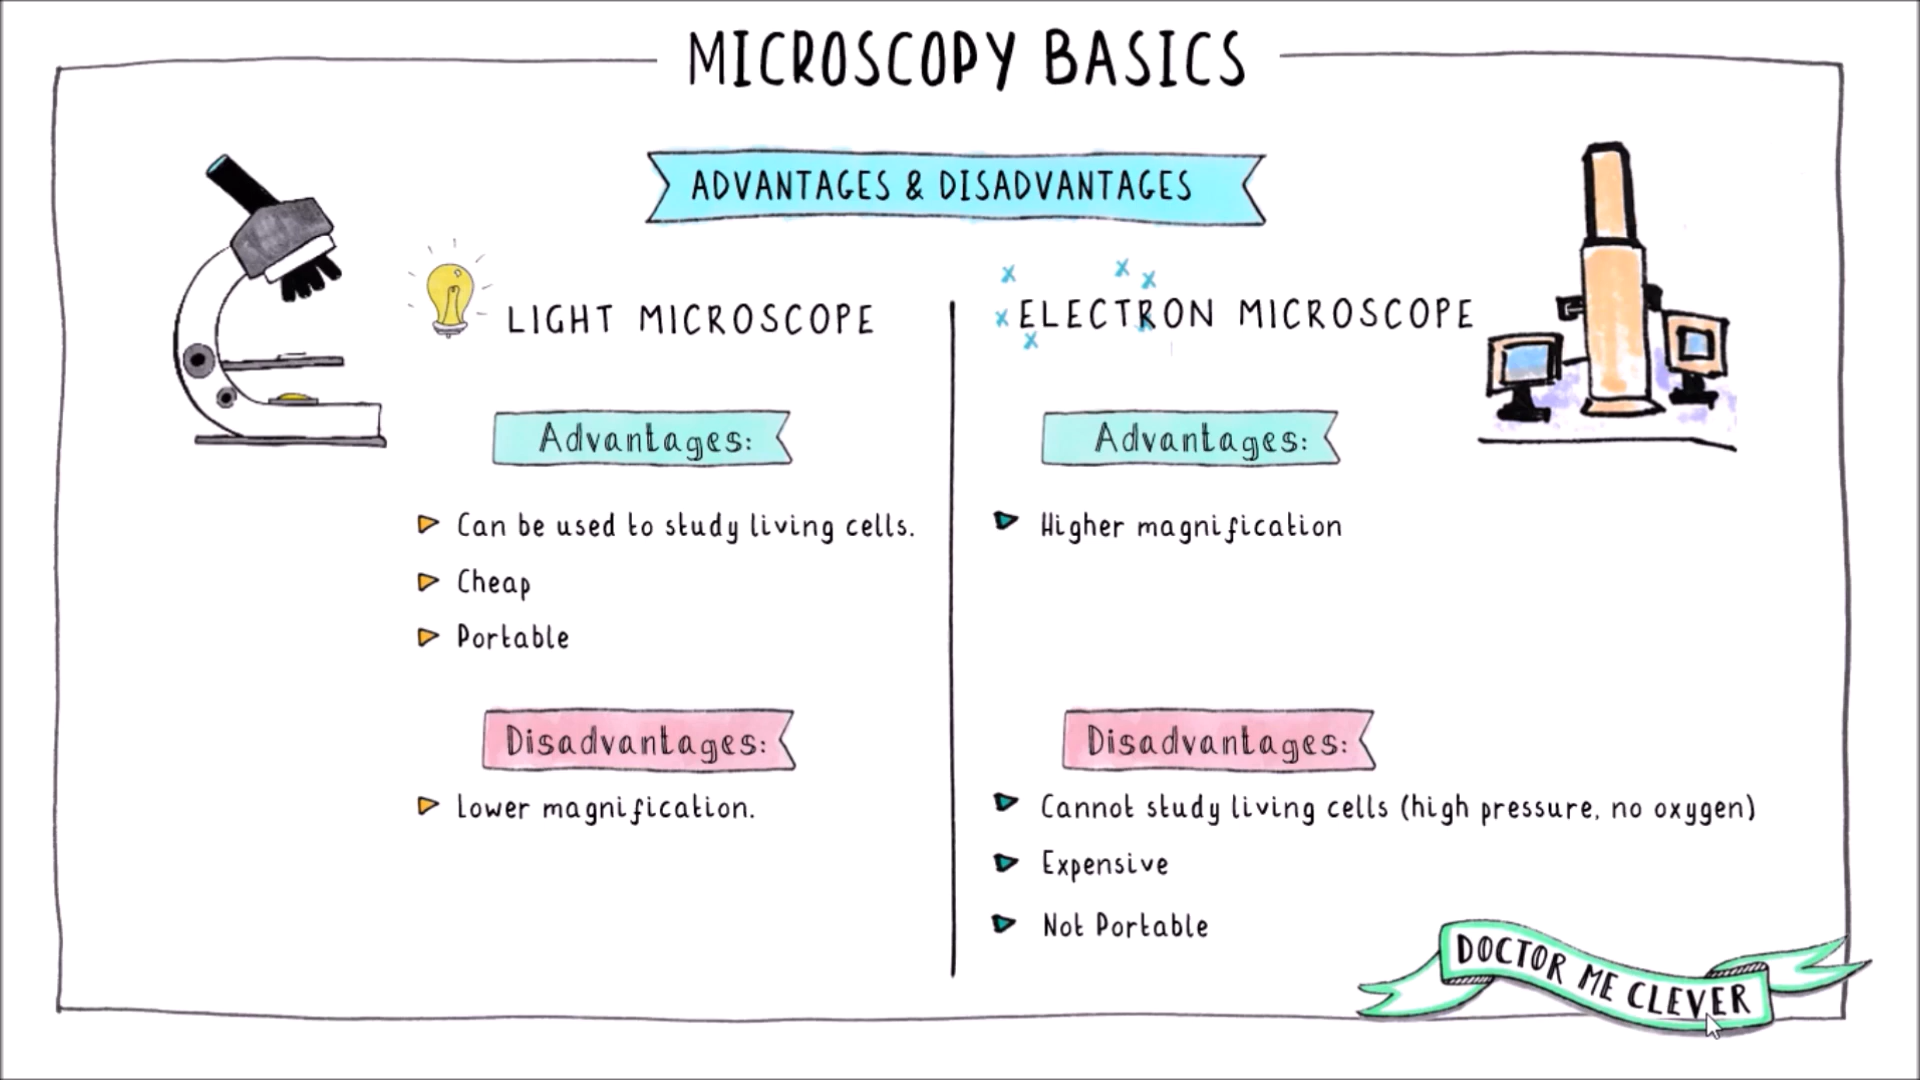 MICROSCOPY BASICS
ADVANTAGES & DISADVANTAGES
LIGHT MICROSCOPE
Advantages:
Can be used to study living cells.
Cheap
Portable
Disadvantages:
Lower magnification.
ELECTRON MICROSCOPE
Advantages:
Higher magnification
Disadvantages:
Cannot study living cells (high pressure, no oxygen)
Expensive
Not Portable
DOCTOR ME CLEVER